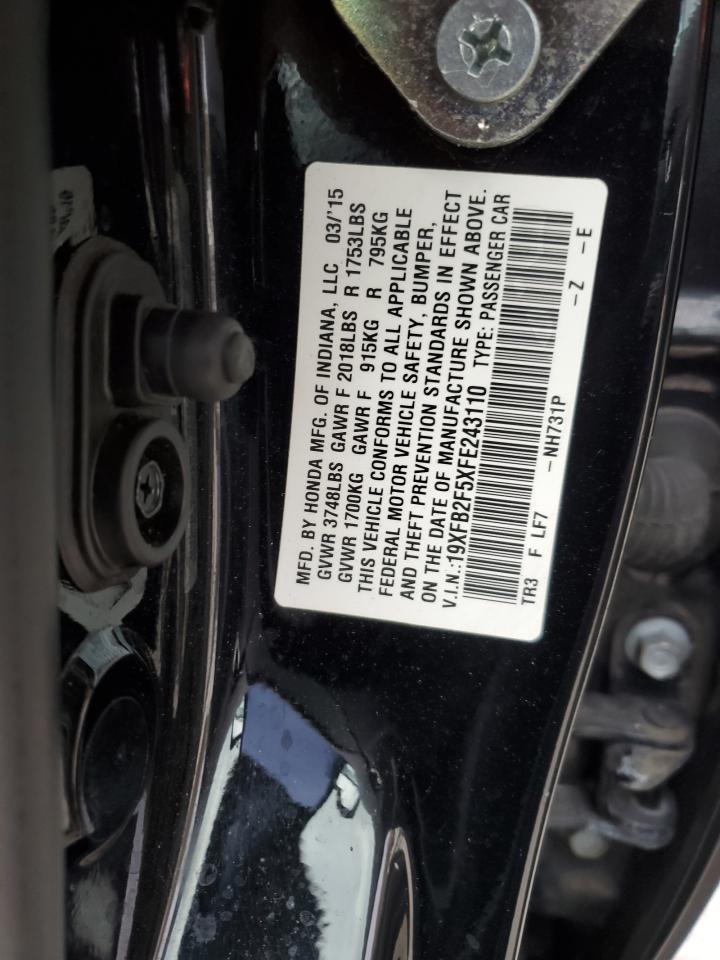 MFD. BY HONDA MFG. OF INDIANA, LLC 03/'15
GVWR 3748LBS GAWR F 2018LBS R 1753LBS
GVWR 1700KG GAWR F 915KG R 795KG
THIS VEHICLE CONFORMS TO ALL APPLICABLE
FEDERAL MOTOR VEHICLE SAFETY, BUMPER,
AND THEFT PREVENTION STANDARDS IN EFFECT
ON THE DATE OF MANUFACTURE SHOWN ABOVE.
V.I.N.:19XFB2F5XFE243110 TYPE: PASSENGER CAR
TR3 F LF7 -NH731P -Z -E